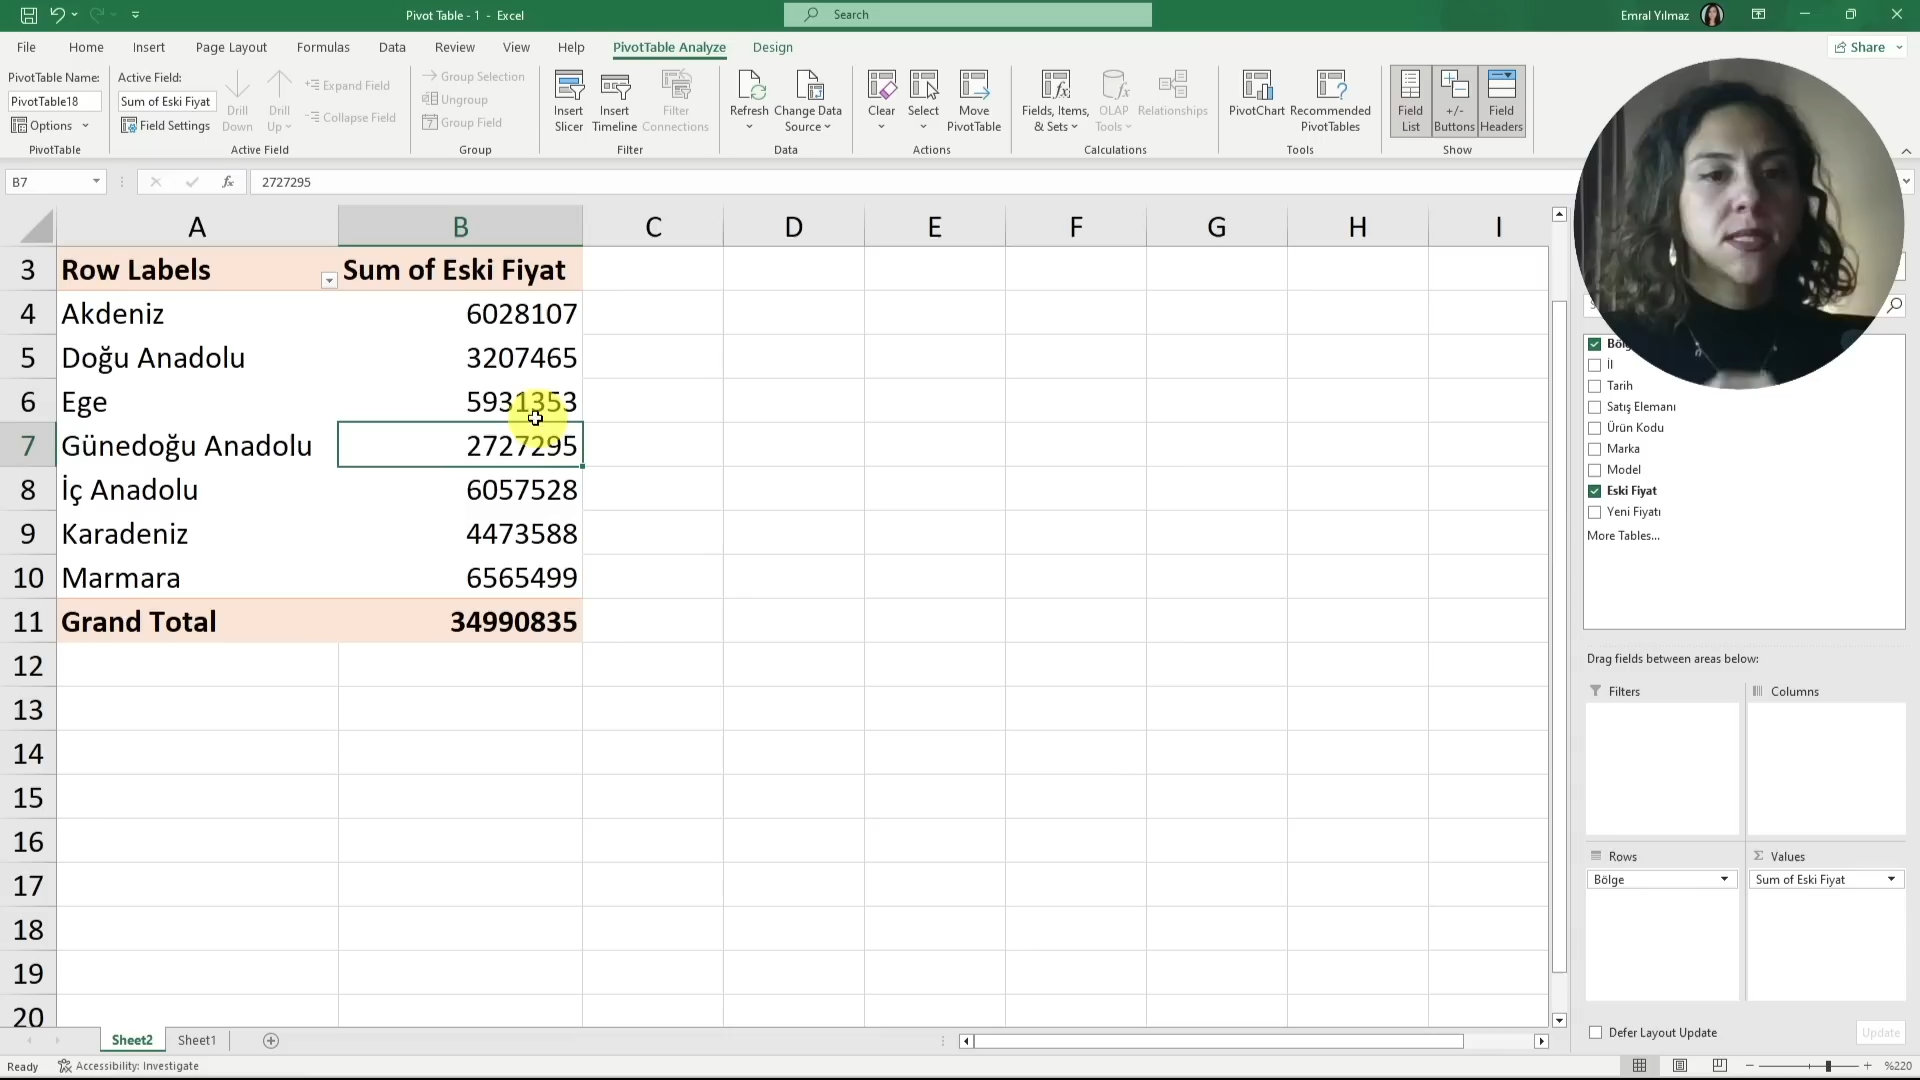 Pivot Table - 1 - Excel
Search
Emral Yılmaz
File Home Insert Page Layout Formulas Data Review View Help PivotTable Analyze Design
Share
PivotTable Name:
PivotTable18
Options
PivotTable
Active Field:
Sum of Eski Fiyat
Field Settings
Drill Down
Drill Up
Expand Field
Collapse Field
Active Field
Group Selection
Ungroup
Group Field
Group
Insert Slicer
Insert Timeline
Filter Connections
Filter
Refresh
Change Data Source
Data
Clear
Select
Move PivotTable
Actions
Fields, Items, & Sets
OLAP Tools
Relationships
Calculations
PivotChart
Recommended PivotTables
Tools
Field List
+/- Buttons
Field Headers
Show
B7
fx
2727295
A B C D E F G H I
3 Row Labels Sum of Eski Fiyat
4 Akdeniz 6028107
5 Doğu Anadolu 3207465
6 Ege 5931353
7 Günedoğu Anadolu 2727295
8 İç Anadolu 6057528
9 Karadeniz 4473588
10 Marmara 6565499
11 Grand Total 34990835
12
13
14
15
16
17
18
19
20
İl
Tarih
Satış Elemanı
Ürün Kodu
Marka
Model
Eski Fiyat
Yeni Fiyatı
More Tables...
Drag fields between areas below:
Filters
Columns
Rows
Values
Bölge
Sum of Eski Fiyat
Defer Layout Update
Update
Sheet2 Sheet1
Ready
Accessibility: Investigate
%220